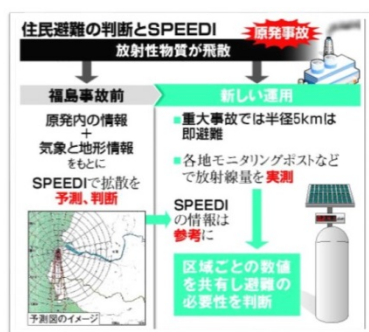 住民避難の判断とSPEEDI
原発事故
放射性物質が飛散
福島事故前
原発内の情報
+
気象と地形情報
をもとに
SPEEDIで拡散を
予測、判断
予測図のイメージ
新しい運用
■重大事故では半径5kmは
即避難
■各地モニタリングポストなど
で放射線量を実測
SPEEDI
の情報は
参考に
区域ごとの数値
を共有し避難の
必要性を判断